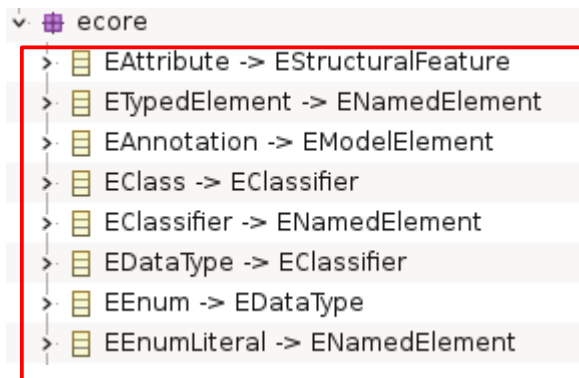 ecore
EAttribute -> EStructuralFeature
ETypedElement -> ENamedElement
EAnnotation -> EModelElement
EClass -> EClassifier
EClassifier -> ENamedElement
EDataType -> EClassifier
EEnum -> EDataType
EEnumLiteral -> ENamedElement